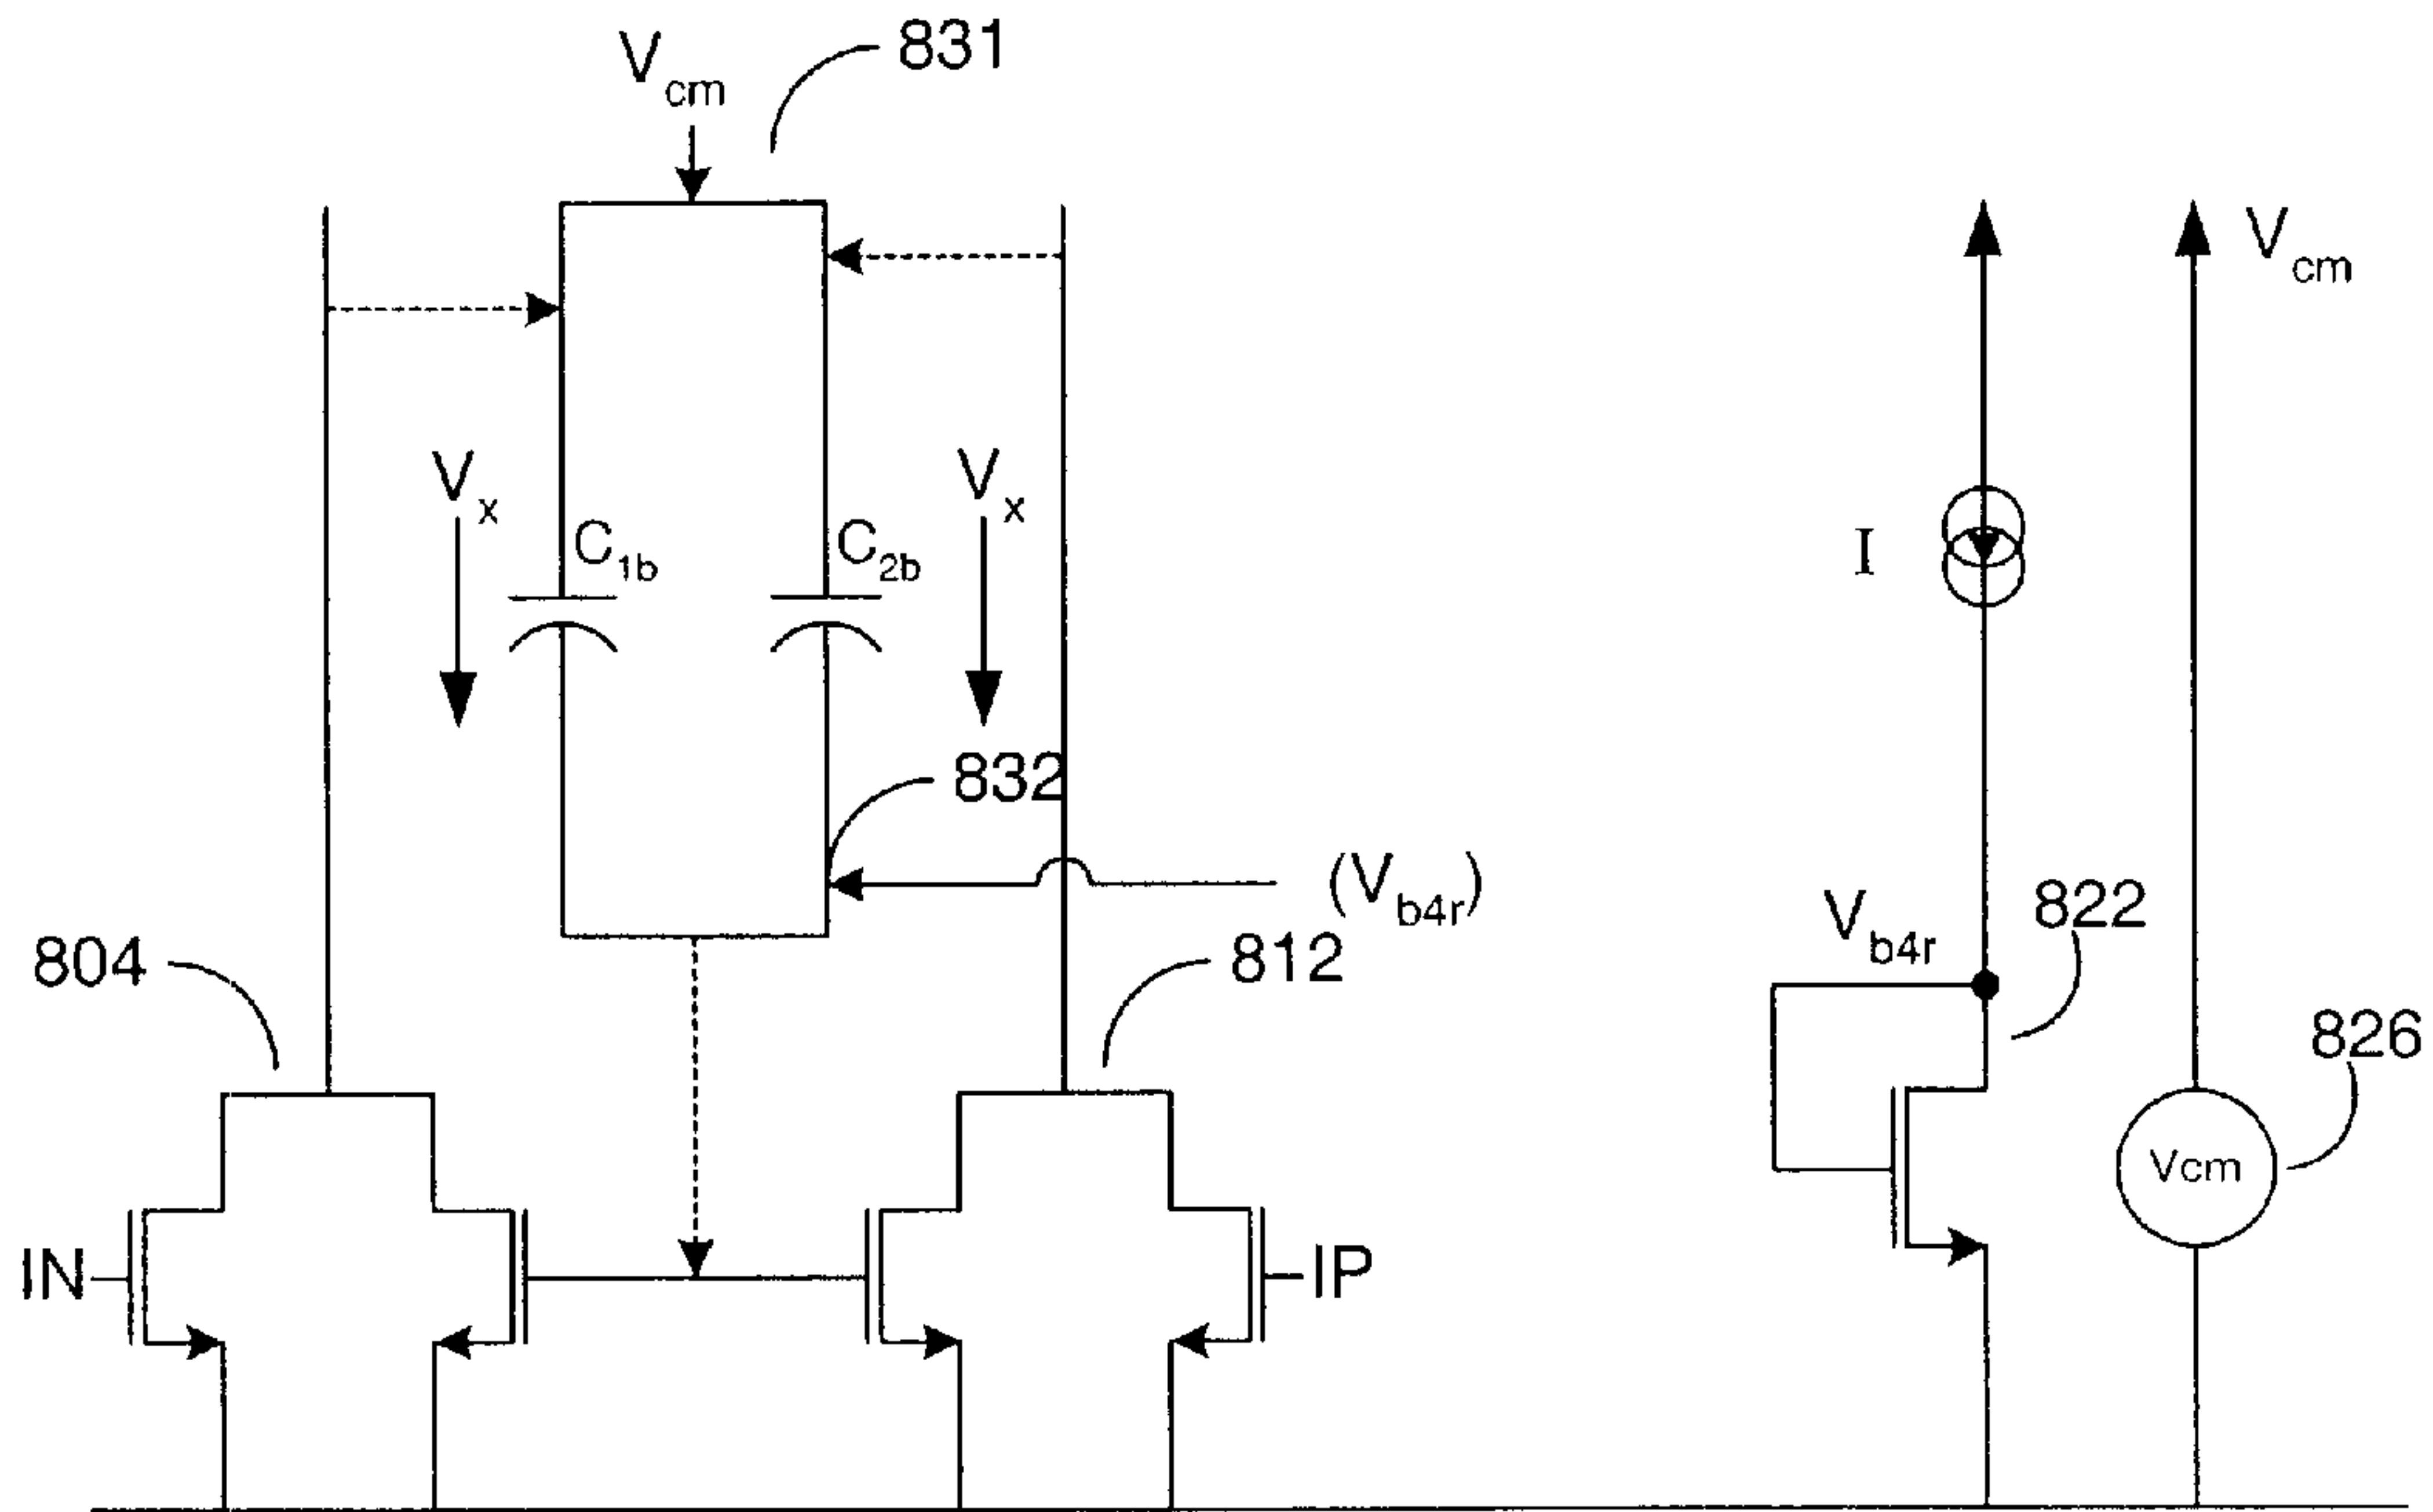 831
Vcm
Vcm
Vx
Vx
C1b
C2b
I
832
(Vb4r)
Vb4r
822
804
812
826
Vcm
IN
IP